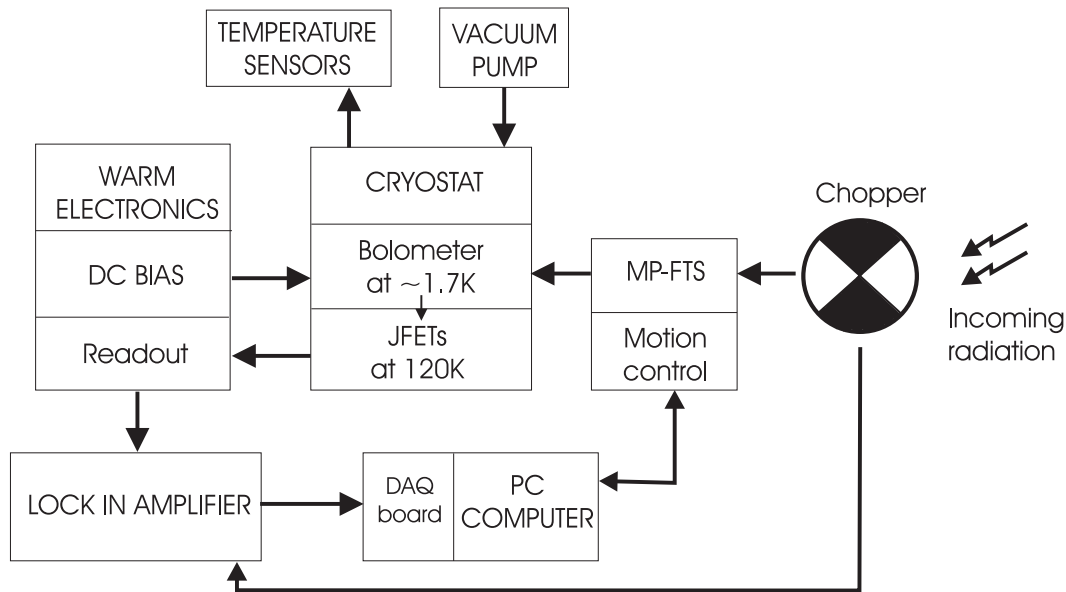 TEMPERATURE
SENSORS
VACUUM
PUMP
WARM
ELECTRONICS
DC BIAS
Readout
CRYOSTAT
Bolometer
at ~1.7K
JFETs
at 120K
MP-FTS
Motion
control
Chopper
Incoming
radiation
LOCK IN AMPLIFIER
DAQ
board
PC
COMPUTER